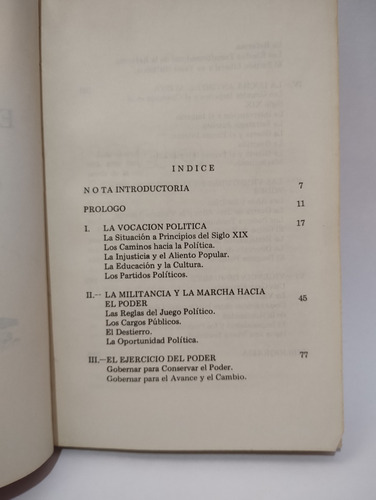 INDICE
NOTA INTRODUCTORIA 7
PROLOGO 11
I. LA VOCACION POLITICA 17
La Situación a Principios del Siglo XIX
Los Caminos hacía la Política.
La Injusticia y el Aliento Popular.
La Educación y la Cultura.
Los Partidos Políticos.
II.— LA MILITANCIA Y LA MARCHA HACIA
EL PODER 45
Las Reglas del Juego Político.
Los Cargos Públicos.
El Destierro.
La Oportunidad Política.
III.—EL EJERCICIO DEL PODER 77
Gobernar para Conservar el Poder.
Gobernar para el Avance y el Cambio.